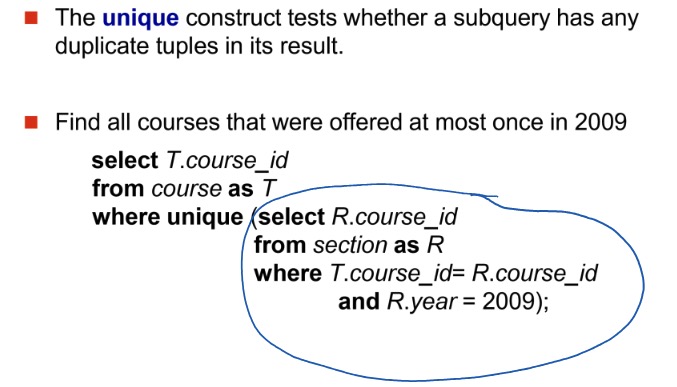 The unique construct tests whether a subquery has any
duplicate tuples in its result.
Find all courses that were offered at most once in 2009
select T.course_id
from course as T
where unique (select R.course_id
from section as R
where T.course_id= R.course_id
and R.year = 2009);